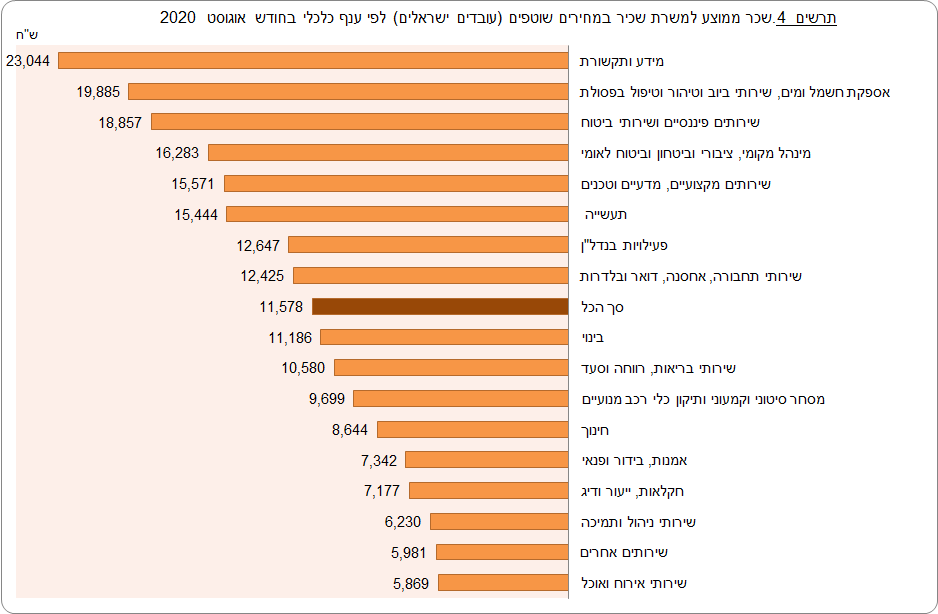 תרשים 4. שכר ממוצע למשרת שכיר במחירים שוטפים (עובדים ישראלים) לפי ענף כלכלי בחודש אוגוסט 2020
ש"ח
מידע ותקשורת 23,044
אספקת חשמל ומים, שירותי ביוב וטיהור וטיפול בפסולת 19,885
שירותים פיננסיים ושירותי ביטוח 18,857
מינהל מקומי, ציבורי וביטחון וביטוח לאומי 16,283
שירותים מקצועיים, מדעיים וטכנים 15,571
תעשייה 15,444
פעילויות בנדל"ן 12,647
שירותי תחבורה, אחסנה, דואר ובלדרות 12,425
סך הכל 11,578
בינוי 11,186
שירותי בריאות, רווחה וסעד 10,580
מסחר סיטוני וקמעוני ותיקון כלי רכב מנועיים 9,699
חינוך 8,644
אמנות, בידור ופנאי 7,342
חקלאות, ייעור ודיג 7,177
שירותי ניהול ותמיכה 6,230
שירותים אחרים 5,981
שירותי אירוח ואוכל 5,869